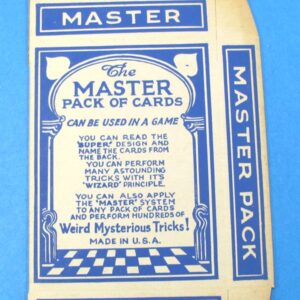 MASTER
The
MASTER
PACK OF CARDS
CAN BE USED IN A GAME
YOU CAN READ THE
"SUPER" DESIGN AND
NAME THE CARDS FROM
THE BACK.
YOU CAN PERFORM
MANY ASTOUNDING
TRICKS WITH IT'S
"WIZARD" PRINCIPLE.
YOU CAN ALSO APPLY
THE "MASTER" SYSTEM
TO ANY PACK OF CARDS
AND PERFORM HUNDREDS OF
Weird Mysterious Tricks!
MADE IN U.S.A.
MASTER PACK